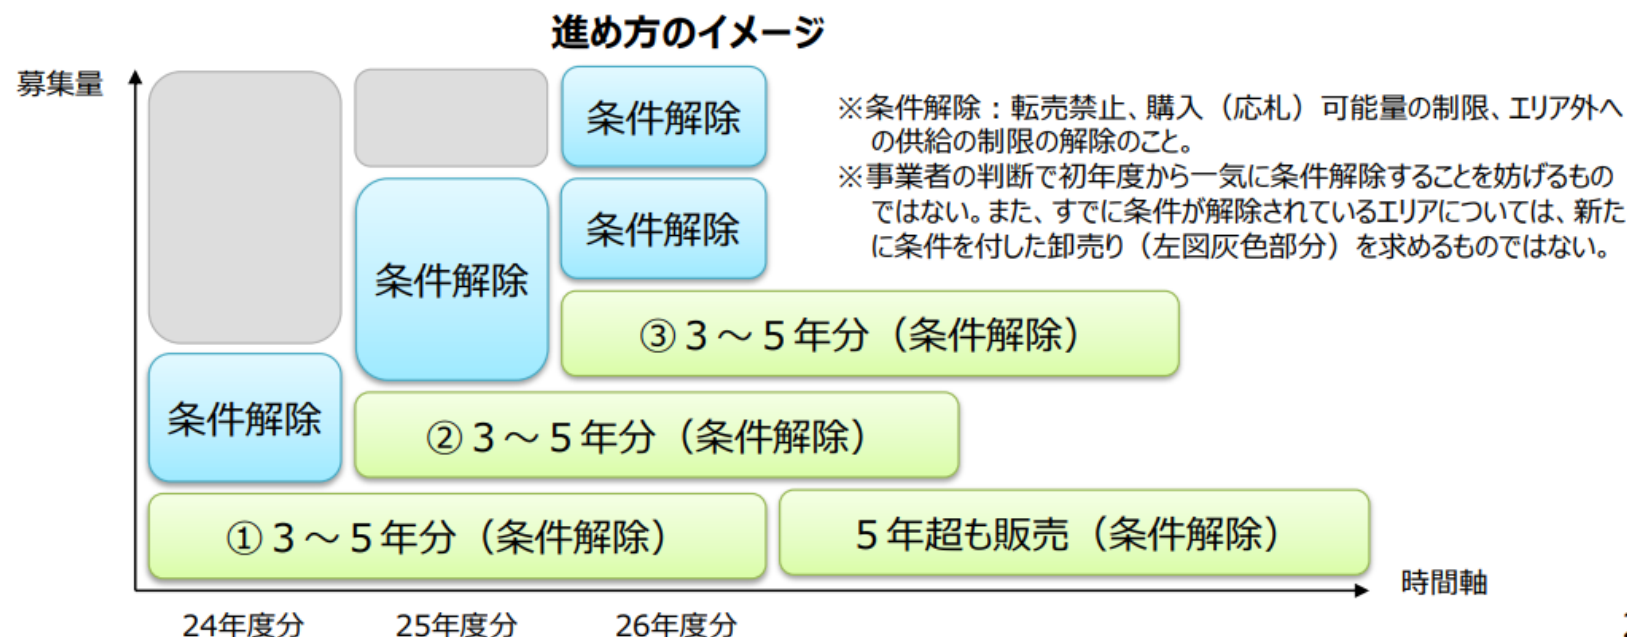 進め方のイメージ
募集量
条件解除
※条件解除：転売禁止、購入（応札）可能量の制限、エリア外へ
の供給の制限の解除のこと。
※事業者の判断で初年度から一気に条件解除することを妨げるもの
ではない。また、すでに条件が解除されているエリアについては、新た
に条件を付した卸売り（左図灰色部分）を求めるものではない。
条件解除
条件解除
③３～５年分（条件解除）
条件解除
②３～５年分（条件解除）
①３～５年分（条件解除）
５年超も販売（条件解除）
時間軸
24年度分
25年度分
26年度分